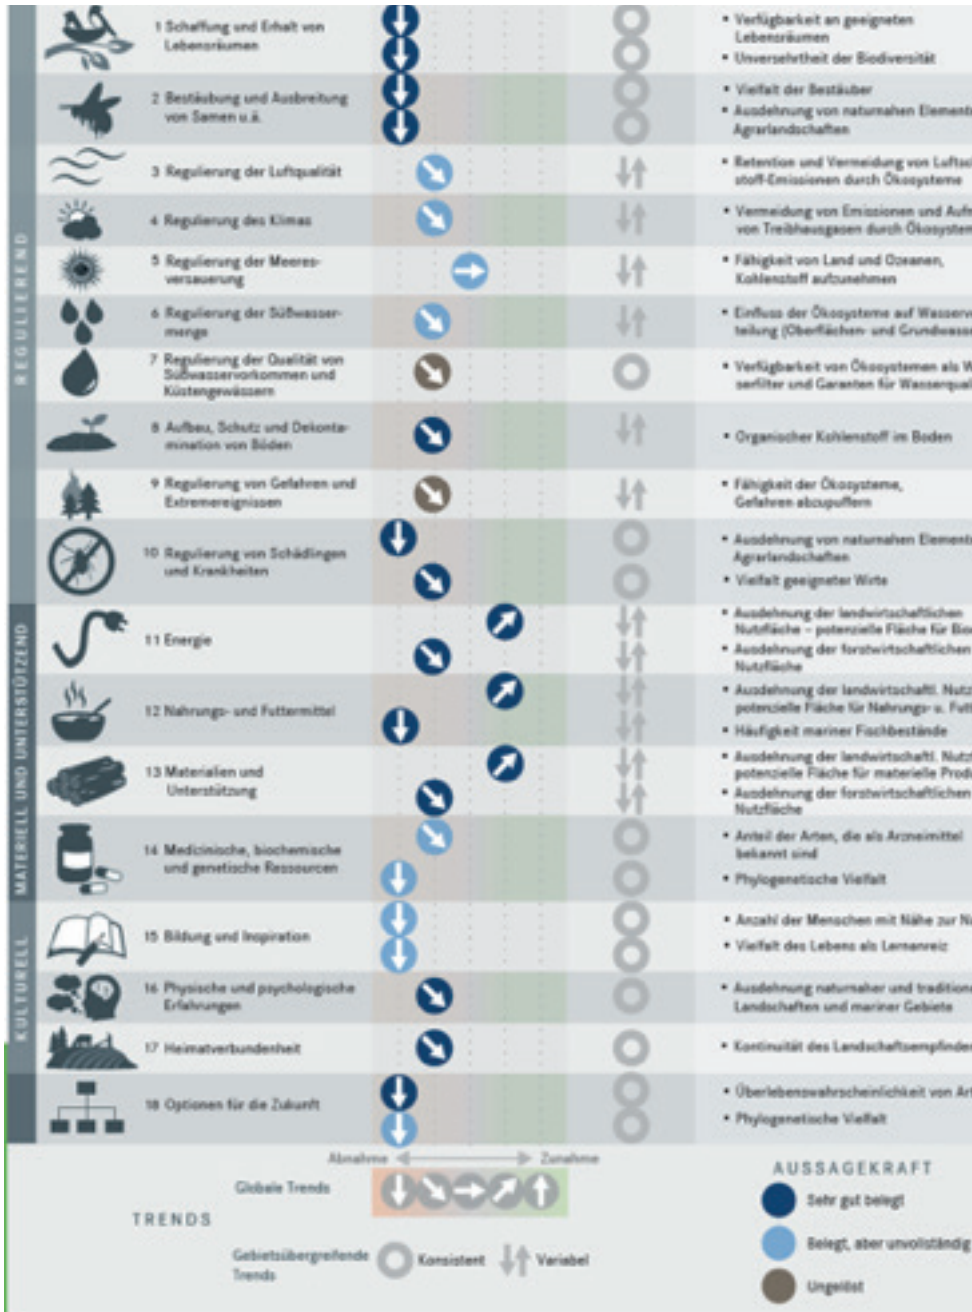 REGULIEREND
1 Schaffung und Erhalt von
Lebensräumen
• Verfügbarkeit an geeigneten
Lebensräumen
• Unversehrtheit der Biodiversität
2 Bestäubung und Ausbreitung
von Samen u.ä.
• Vielfalt der Bestäuber
• Ausdehnung von naturnahen Elemente
Agrarlandschaften
3 Regulierung der Luftqualität
• Retention und Vermeidung von Luftsc
stoff-Emissionen durch Ökosysteme
4 Regulierung des Klimas
• Vermeidung von Emissionen und Aufn
von Treibhausgasen durch Ökosystem
5 Regulierung der Meeres-
versauerung
• Fähigkeit von Land und Ozeanen,
Kohlenstoff aufzunehmen
6 Regulierung der Süßwasser-
menge
• Einfluss der Ökosysteme auf Wasserve
teilung (Oberflächen- und Grundwasse
7 Regulierung der Qualität von
Süßwasservorkommen und
Küstengewässern
• Verfügbarkeit von Ökosystemen als W
serfilter und Garanten für Wasserquali
8 Aufbau, Schutz und Dekonta-
mination von Böden
• Organischer Kohlenstoff im Boden
9 Regulierung von Gefahren und
Extremereignissen
• Fähigkeit der Ökosysteme,
Gefahren abzupuffern
10 Regulierung von Schädlingen
und Krankheiten
• Ausdehnung von naturnahen Elemente
Agrarlandschaften
• Vielfalt geeigneter Wirte
MATERIELL UND UNTERSTÜTZEND
11 Energie
• Ausdehnung der landwirtschaftlichen
Nutzfläche – potenzielle Fläche für Bio
• Ausdehnung der forstwirtschaftlichen
Nutzfläche
12 Nahrungs- und Futtermittel
• Ausdehnung der landwirtschaftl. Nutz
potenzielle Fläche für Nahrungs- u. Futt
• Häufigkeit mariner Fischbestände
13 Materialien und
Unterstützung
• Ausdehnung der landwirtschaftl. Nutz
potenzielle Fläche für materielle Prod
• Ausdehnung der forstwirtschaftlichen
Nutzfläche
14 Medizinische, biochemische
und genetische Ressourcen
• Anteil der Arten, die als Arzneimittel
bekannt sind
• Phylogenetische Vielfalt
KULTURELL
15 Bildung und Inspiration
• Anzahl der Menschen mit Nähe zur Na
• Vielfalt des Lebens als Lernanreiz
16 Physische und psychologische
Erfahrungen
• Ausdehnung naturnaher und traditione
Landschaften und mariner Gebiete
17 Heimatverbundenheit
• Kontinuität des Landschaftsempfinden
18 Optionen für die Zukunft
• Überlebenswahrscheinlichkeit von Art
• Phylogenetische Vielfalt
Abnahme Zunahme
Globale Trends
TRENDS
Gebietsübergreifende
Trends
Konsistent
Variabel
AUSSAGEKRAFT
Sehr gut belegt
Belegt, aber unvollständig
Ungelöst